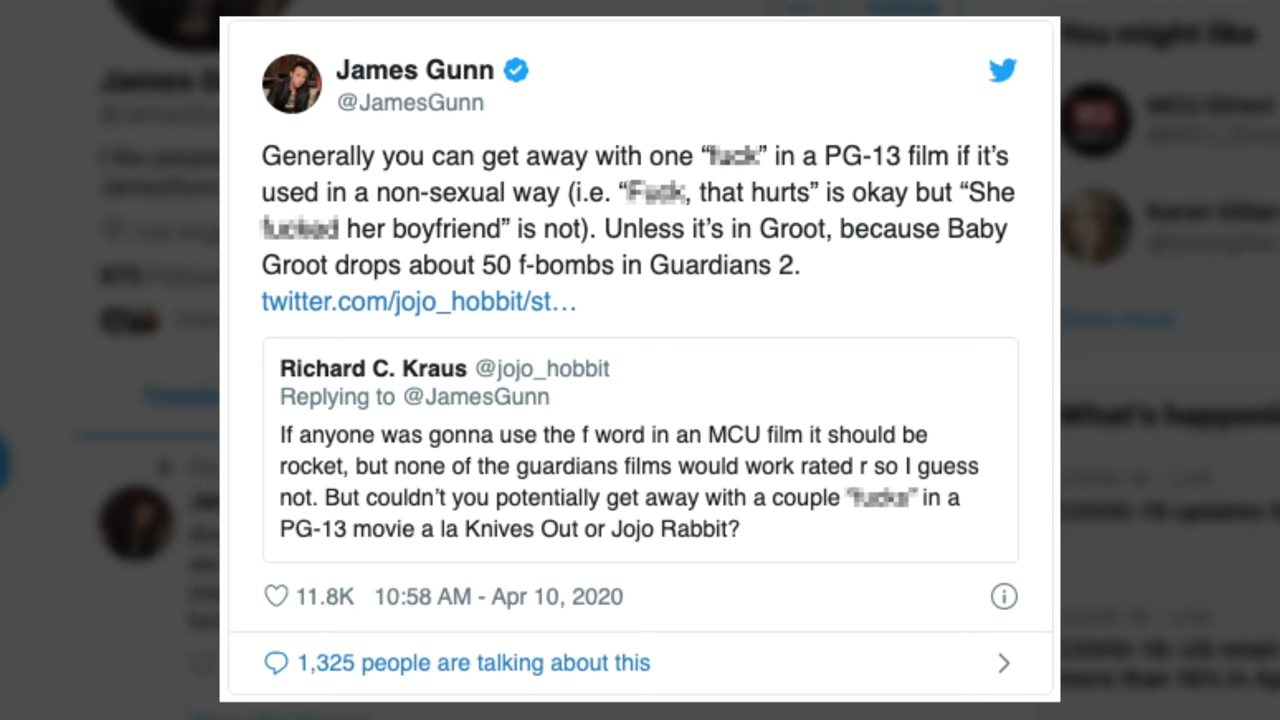 James Gunn
@JamesGunn
Generally you can get away with one “fuck” in a PG-13 film if it’s
used in a non-sexual way (i.e. “Fuck, that hurts” is okay but “She
fucked her boyfriend” is not). Unless it’s in Groot, because Baby
Groot drops about 50 f-bombs in Guardians 2.
twitter.com/jojo_hobbit/st…
Richard C. Kraus @jojo_hobbit
Replying to @JamesGunn
If anyone was gonna use the f word in an MCU film it should be
rocket, but none of the guardians films would work rated r so I guess
not. But couldn’t you potentially get away with a couple “fucks” in a
PG-13 movie a la Knives Out or Jojo Rabbit?
11.8K 10:58 AM - Apr 10, 2020
1,325 people are talking about this
You might like
What's happeni